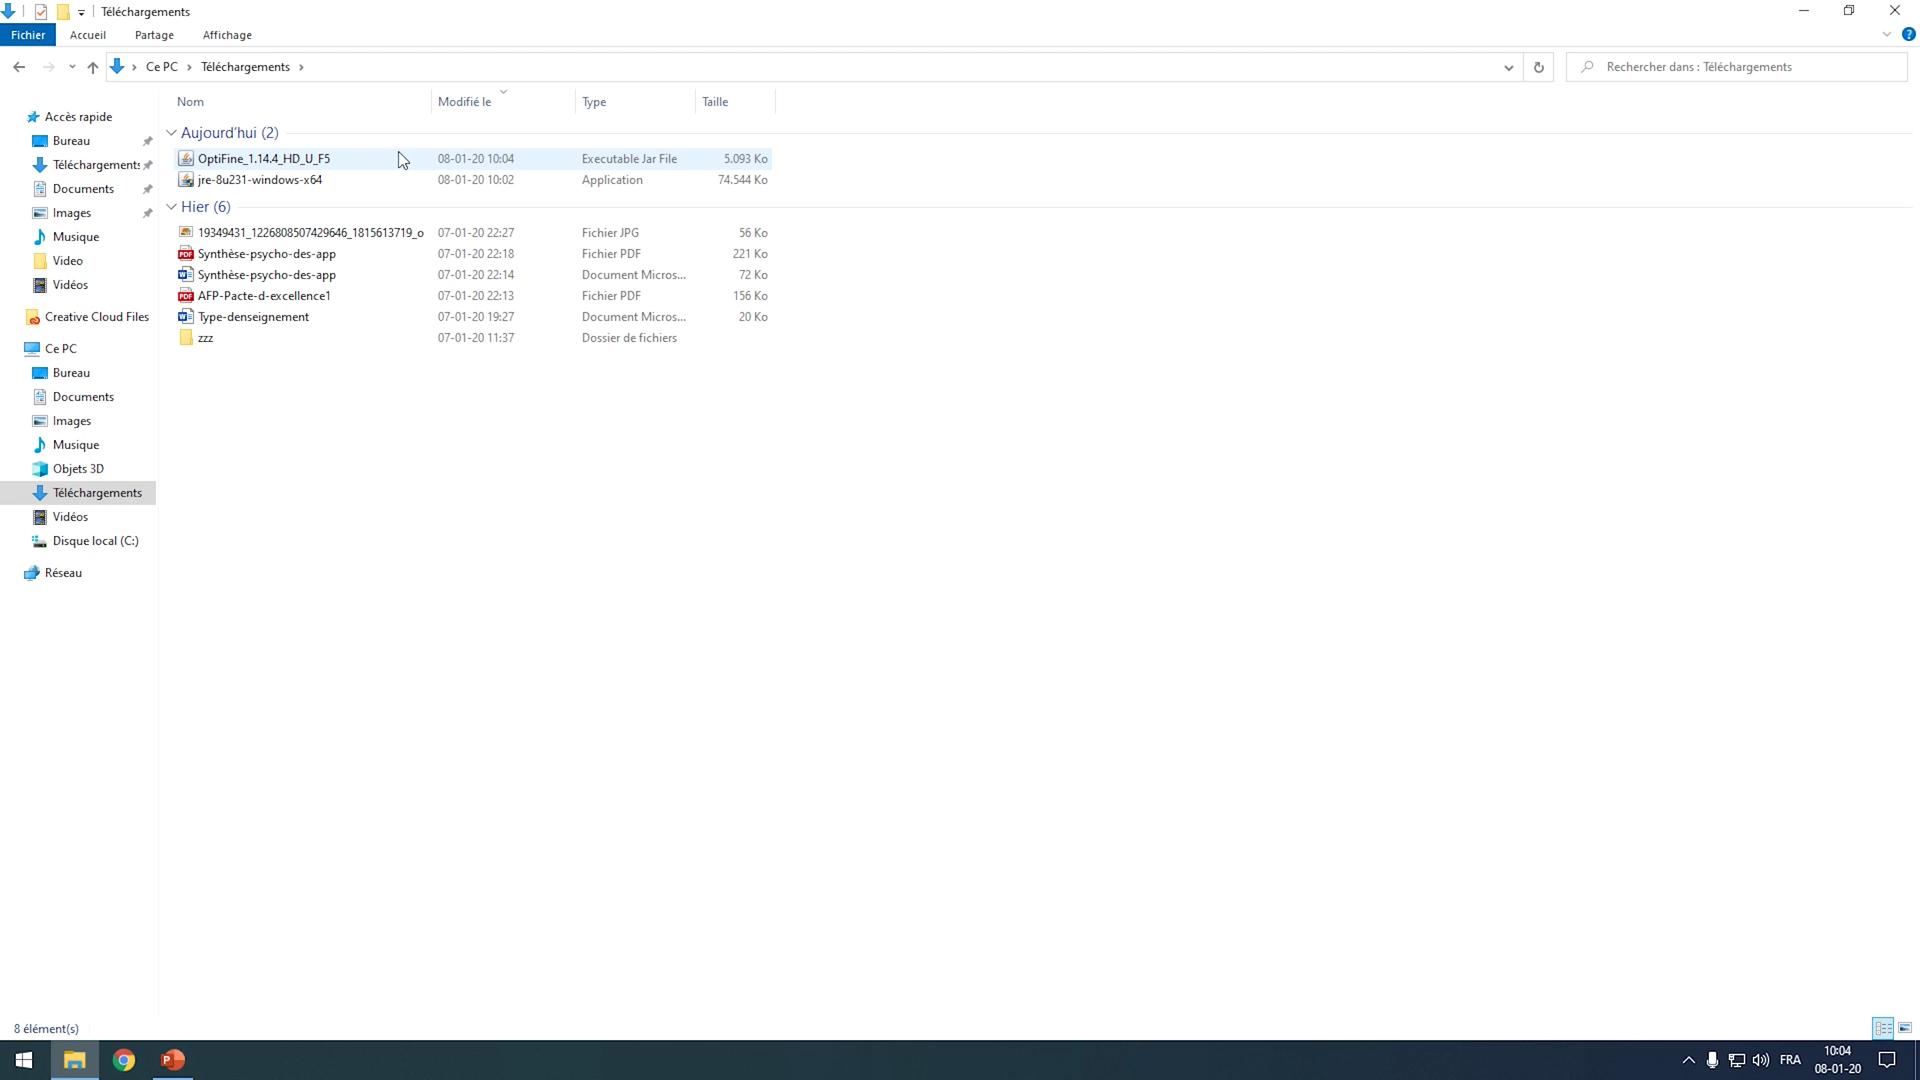 Téléchargements
Fichier Accueil Partage Affichage
Ce PC Téléchargements
Rechercher dans : Téléchargements
Nom Modifié le Type Taille
Aujourd'hui (2)
OptiFine_1.14.4_HD_U_F5 08-01-20 10:04 Executable Jar File 5.093 Ko
jre-8u231-windows-x64 08-01-20 10:02 Application 74.544 Ko
Hier (6)
19349431_1226808507429646_1815613719_o 07-01-20 22:27 Fichier JPG 56 Ko
Synthèse-psycho-des-app 07-01-20 22:18 Fichier PDF 221 Ko
Synthèse-psycho-des-app 07-01-20 22:14 Document Micros... 72 Ko
AFP-Pacte-d-excellence1 07-01-20 22:13 Fichier PDF 156 Ko
Type-denseignement 07-01-20 19:27 Document Micros... 20 Ko
zzz 07-01-20 11:37 Dossier de fichiers
Accès rapide
Bureau
Téléchargements
Documents
Images
Musique
Video
Vidéos
Creative Cloud Files
Ce PC
Bureau
Documents
Images
Musique
Objets 3D
Téléchargements
Vidéos
Disque local (C:)
Réseau
8 élément(s)
FRA
10:04
08-01-20